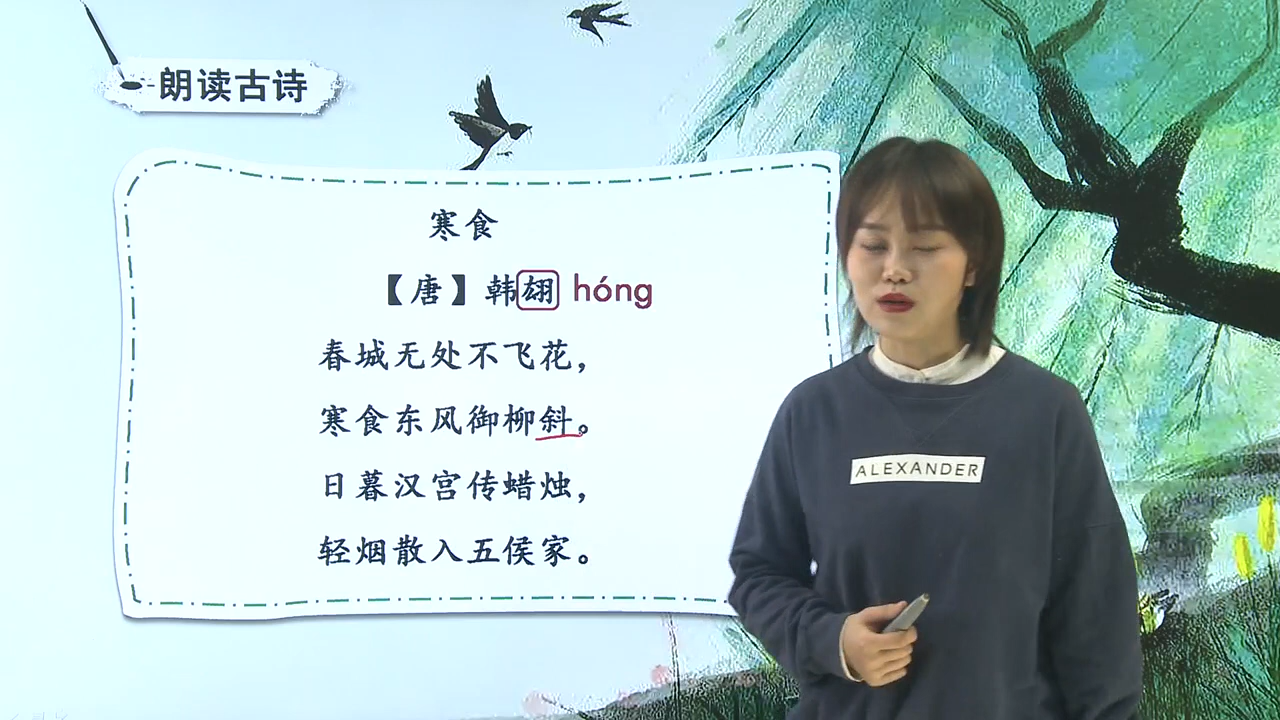 朗读古诗
寒食
【唐】韩翃 hóng
春城无处不飞花，
寒食东风御柳斜。
日暮汉宫传蜡烛，
轻烟散入五侯家。
ALEXANDER